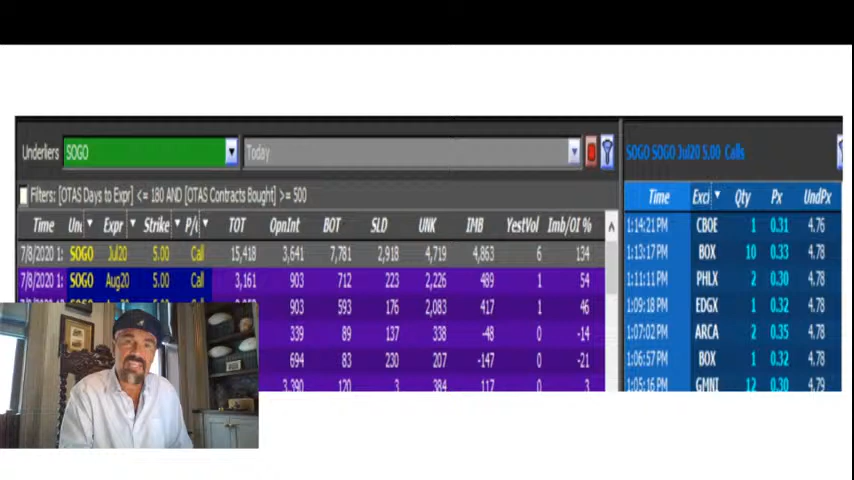 Underliers SOGO Today
Filters: [OTAS Days to Expr] <= 180 AND [OTAS Contracts Bought] >= 500
Time Expr Strike TOT OpnInt BOT SLD UNK IMB YestVol Imb/OI %
7/8/2020 1: SOGO Jul20 5.00 Call 15,418 3,641 7,781 2,918 4,719 4,863 6 134
7/8/2020 1: SOGO Aug20 5.00 Call 3,161 903 712 223 2,226 489 1 54
903 593 176 2,083 417 1 46
339 89 137 338 -48 0 -14
694 83 230 207 -147 0 -21
3,390 120 3 384 117 1 3
SOGO SOGO Jul20 5.00 Calls
Time Qty Px UndPx
1:14:21 PM CBOE 1 0.31 4.76
1:13:17 PM BOX 10 0.33 4.78
1:11:11 PM PHLX 2 0.30 4.78
1:09:18 PM EDGX 1 0.32 4.78
1:07:02 PM ARCA 2 0.35 4.78
1:06:57 PM BOX 1 0.32 4.78
1:05:16 PM GMNI 12 0.30 4.79